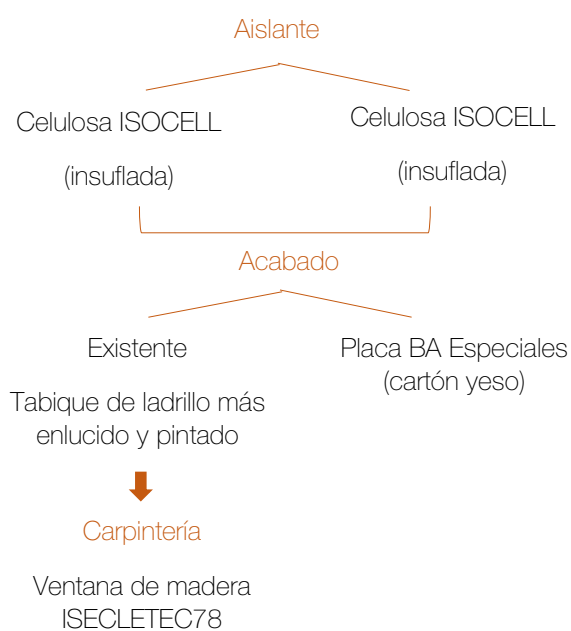 Aislante
Celulosa ISOCELL
(insuflada)
Celulosa ISOCELL
(insuflada)
Acabado
Existente
Tabique de ladrillo más
enlucido y pintado
Placa BA Especiales
(cartón yeso)
Carpintería
Ventana de madera
ISECLETEC78